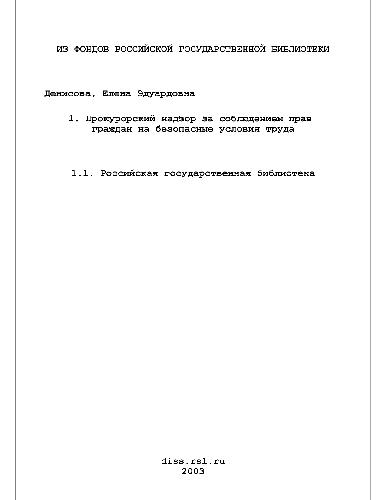 ИЗ ФОНДОВ РОССИЙСКОЙ ГОСУДАРСТВЕННОЙ БИБЛИОТЕКИ
Денисова, Елена Эдуардовна
1. Прокурорский надзор за соблюдением прав
граждан на безопасные условия труда
1.1. Российская государственная библиотека
diss.rsl.ru
2003